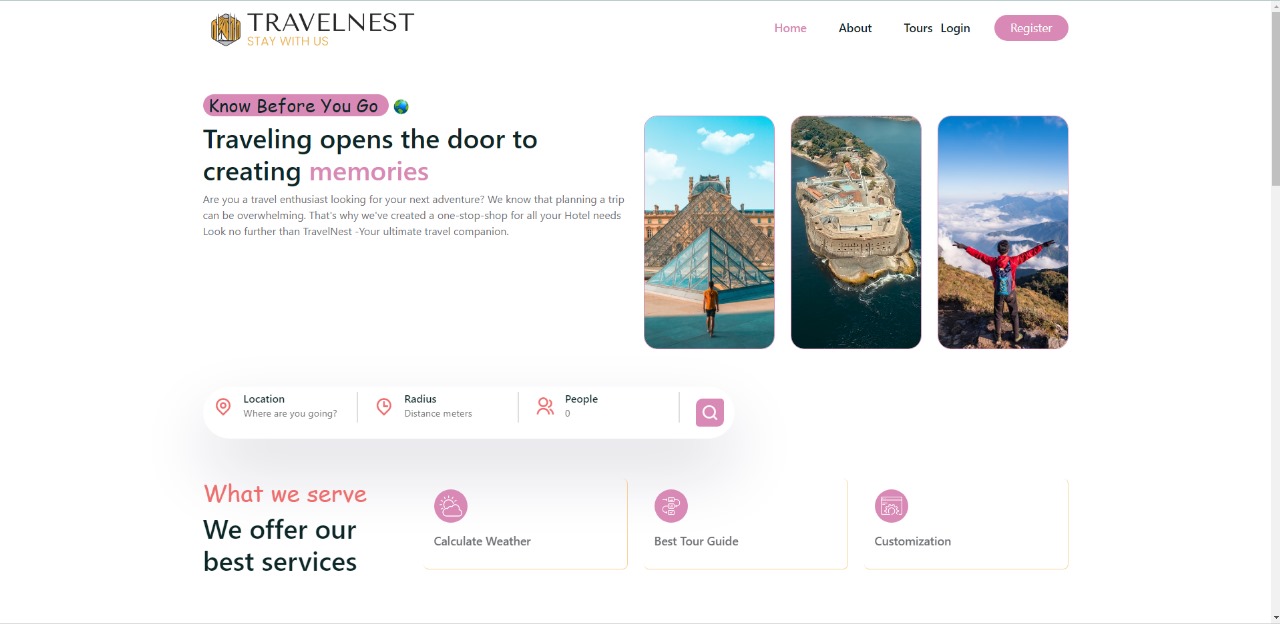 TRAVELNEST
STAY WITH US
Home About Tours Login Register
Know Before You Go
Traveling opens the door to
creating memories
Are you a travel enthusiast looking for your next adventure? We know that planning a trip
can be overwhelming. That's why we've created a one-stop-shop for all your Hotel needs
Look no further than TravelNest -Your ultimate travel companion.
Location
Where are you going?
Radius
Distance meters
People
0
What we serve
We offer our
best services
Calculate Weather
Best Tour Guide
Customization